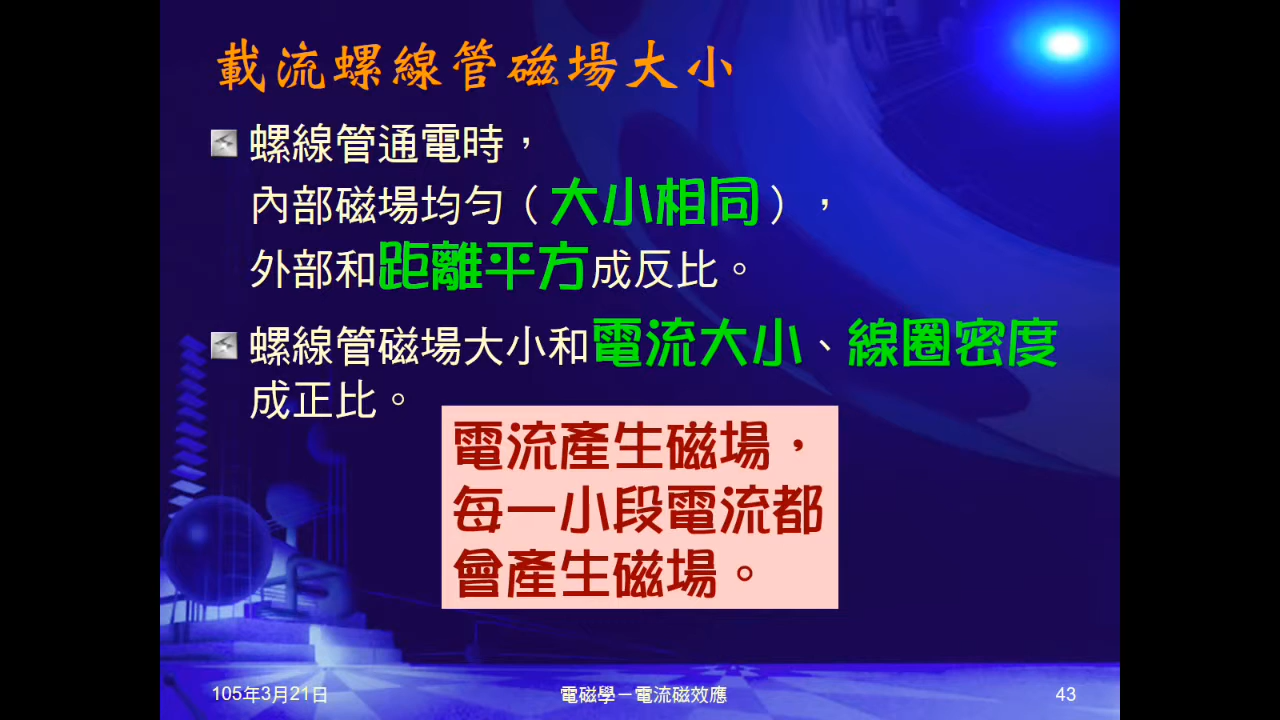 載流螺線管磁場大小
螺線管通電時，
內部磁場均勻（大小相同），
外部和距離平方成反比。
螺線管磁場大小和電流大小、線圈密度
成正比。
電流產生磁場，
每一小段電流都
會產生磁場。
105年3月21日
電磁學－電流磁效應
43